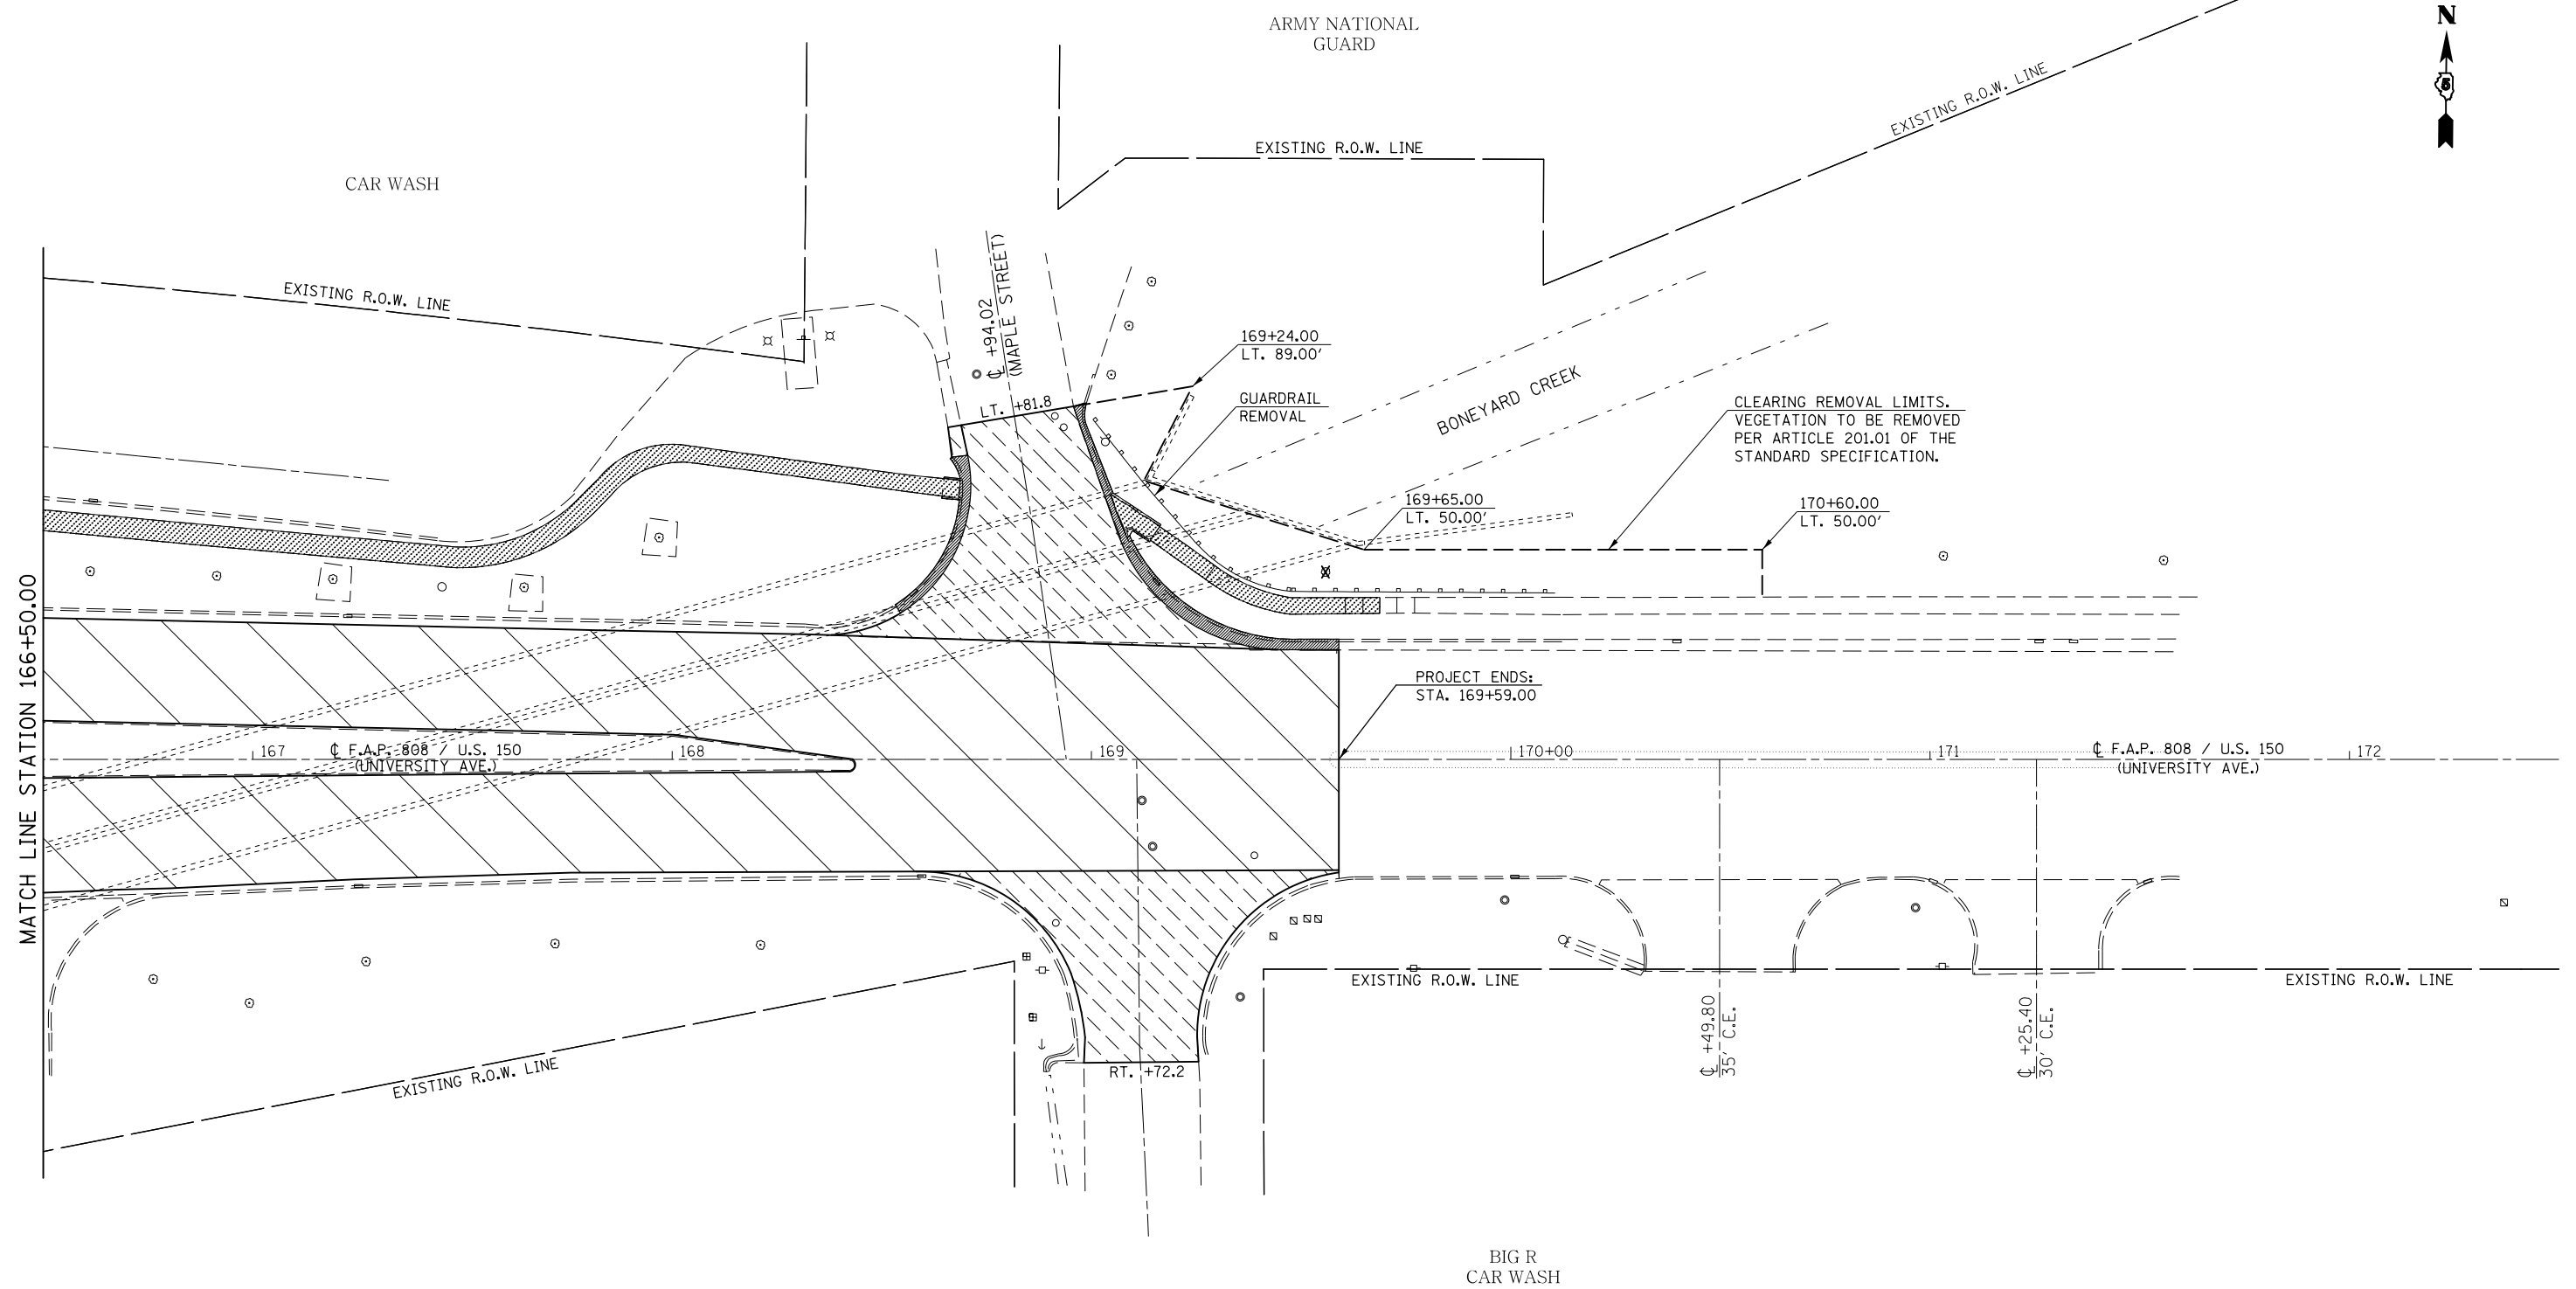 ARMY NATIONAL
GUARD
N
5
EXISTING R.O.W. LINE
EXISTING R.O.W. LINE
CAR WASH
EXISTING R.O.W. LINE
℄ +94.02
(MAPLE STREET)
169+24.00
LT. 89.00'
GUARDRAIL
REMOVAL
LT. +81.8
BONEYARD CREEK
CLEARING REMOVAL LIMITS.
VEGETATION TO BE REMOVED
PER ARTICLE 201.01 OF THE
STANDARD SPECIFICATION.
169+65.00
LT. 50.00'
170+60.00
LT. 50.00'
MATCH LINE STATION 166+50.00
PROJECT ENDS:
STA. 169+59.00
167
℄ F.A.P. 808 / U.S. 150
(UNIVERSITY AVE.)
168
169
170+00
171
℄ F.A.P. 808 / U.S. 150
(UNIVERSITY AVE.)
172
EXISTING R.O.W. LINE
EXISTING R.O.W. LINE
℄ +49.80
35' C.E.
℄ +25.40
30' C.E.
EXISTING R.O.W. LINE
RT. +72.2
BIG R
CAR WASH